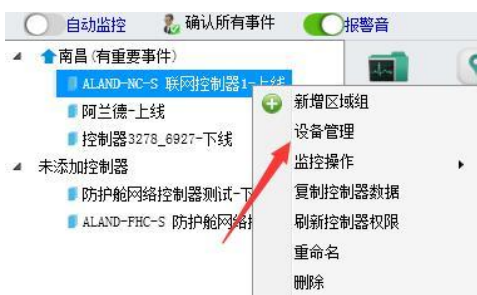 自动监控 确认所有事件 报警音
南昌(有重要事件)
ALAND-NC-S 联网控制器1-上线
阿兰德-上线
控制器3278_6927-下线
未添加控制器
防护舱网络控制器测试-下
ALAND-FHC-S 防护舱网络
新增区域组
设备管理
监控操作
复制控制器数据
刷新控制器权限
重命名
删除